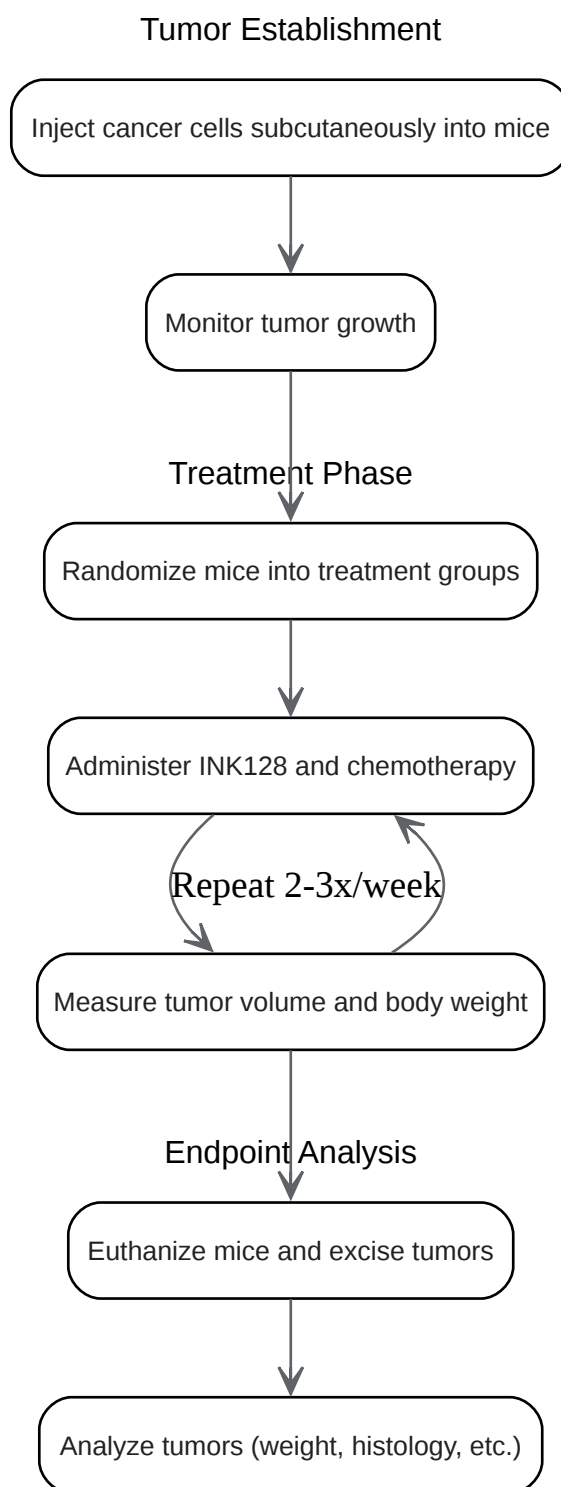 Tumor Establishment
Inject cancer cells subcutaneously into mice
Monitor tumor growth
Treatment Phase
Randomize mice into treatment groups
Administer INK128 and chemotherapy
Repeat 2-3x/week
Measure tumor volume and body weight
Endpoint Analysis
Euthanize mice and excise tumors
Analyze tumors (weight, histology, etc.)